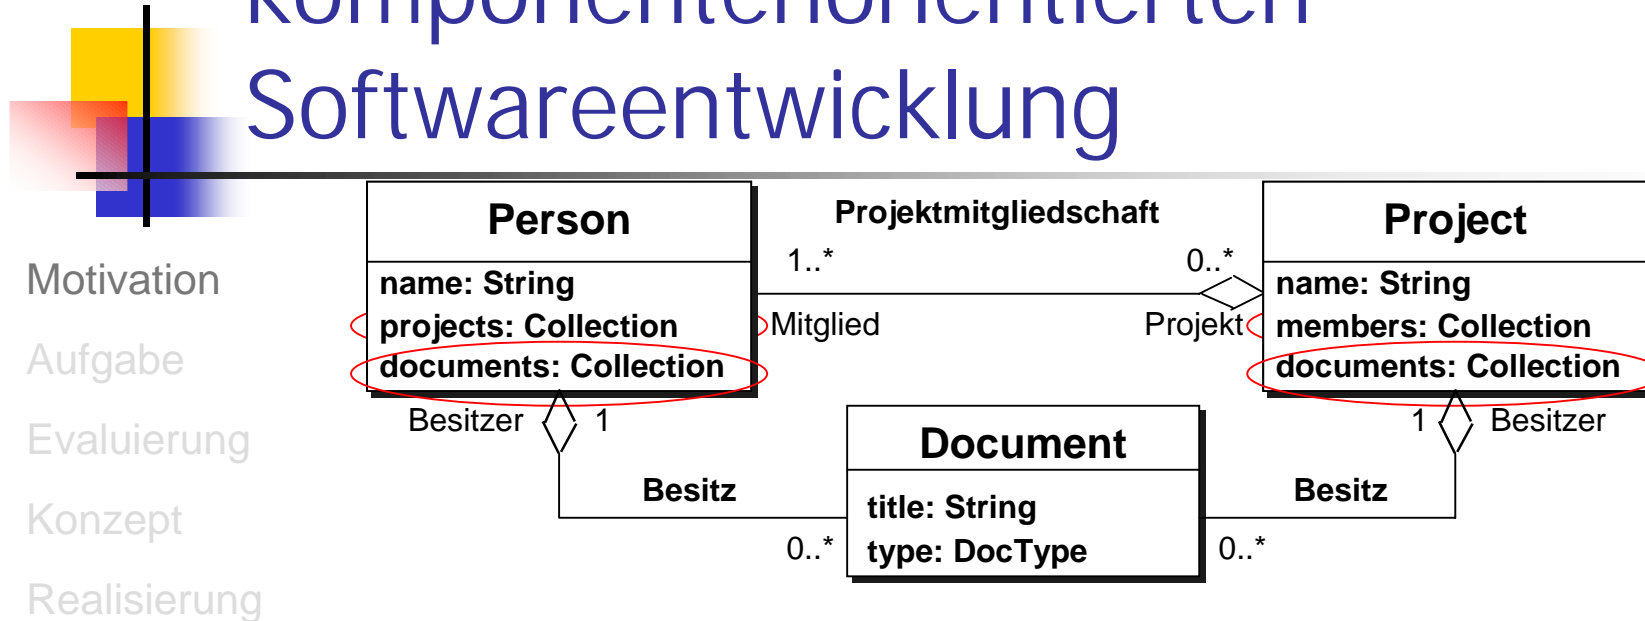 komponentenorientierten
Softwareentwicklung
Motivation
Aufgabe
Evaluierung
Konzept
Realisierung
Person
name: String
projects: Collection
documents: Collection
Projektmitgliedschaft
1..*
0..*
Mitglied
Projekt
Project
name: String
members: Collection
documents: Collection
Besitzer
1
1
Besitzer
Document
title: String
type: DocType
Besitz
0..*
Besitz
0..*